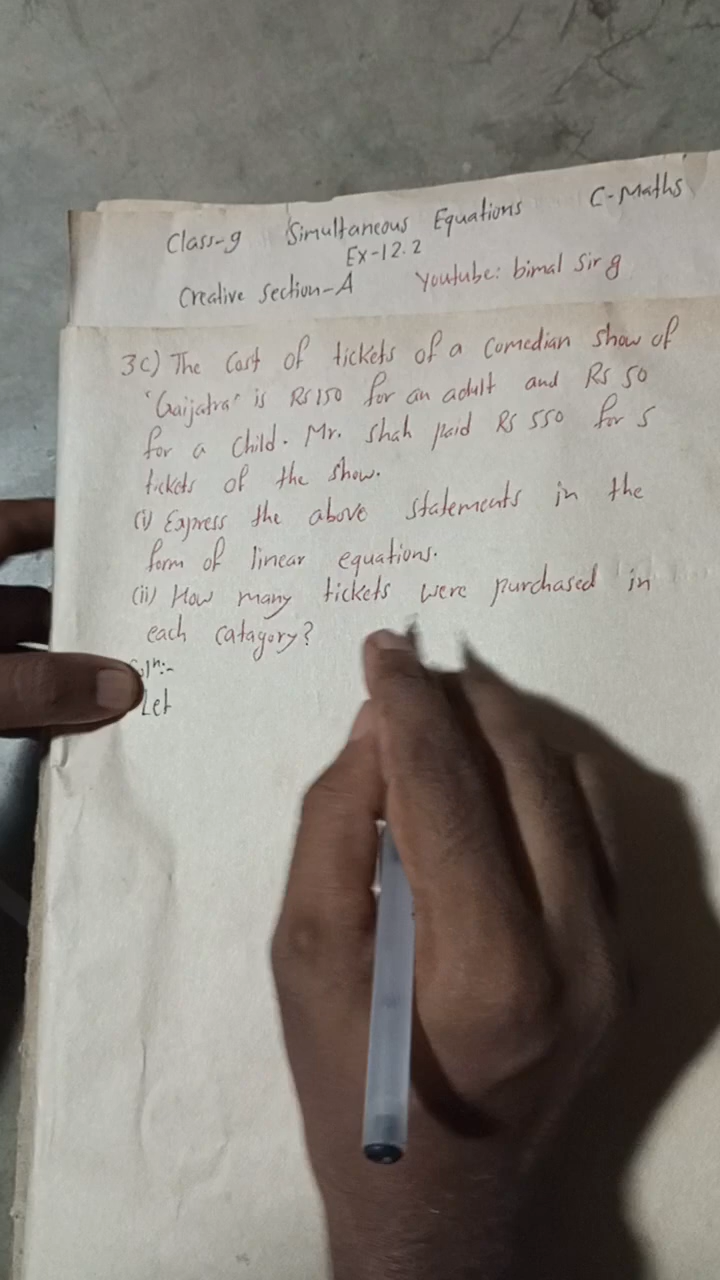 Class-9 Simultaneous Equations C-Maths
Ex-12.2
Creative section-A Youtube: bimal sir g
3c) The Cost of tickets of a Comedian show of
"Gaijatra" is RS 150 for an adult and RS 50
for a child. Mr. Shah paid RS 550 for 5
tickets of the show.
(i) Express the above statements in the
form of linear equations.
(ii) How many tickets were purchased in
each catagory?
Solⁿ:-
Let